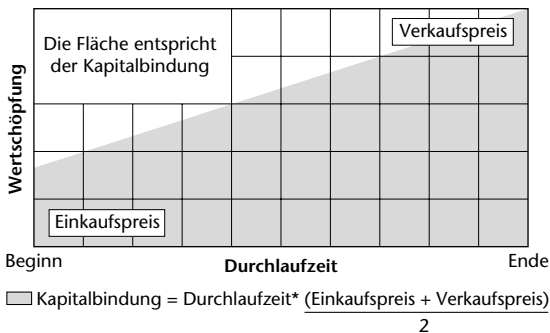 Die Fläche entspricht
der Kapitalbindung
Verkaufspreis
Wertschöpfung
Einkaufspreis
Beginn
Durchlaufzeit
Ende
Kapitalbindung = Durchlaufzeit* (Einkaufspreis + Verkaufspreis)
2